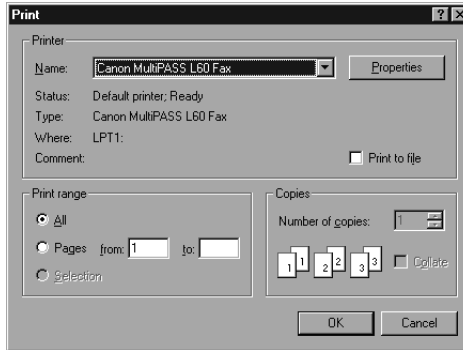 Print
Printer
Name: Canon MultiPASS L60 Fax Properties
Status: Default printer; Ready
Type: Canon MultiPASS L60 Fax
Where: LPT1:
Comment: Print to file
Print range
All
Pages from: 1 to:
Selection
Copies
Number of copies: 1
1 1 2 2 3 3 Collate
OK Cancel